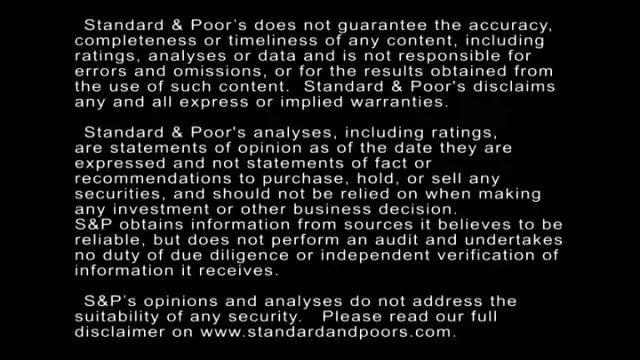 Standard & Poor's does not guarantee the accuracy,
completeness or timeliness of any content, including
ratings, analyses or data and is not responsible for
errors and omissions, or for the results obtained from
the use of such content. Standard & Poor's disclaims
any and all express or implied warranties.
Standard & Poor's analyses, including ratings,
are statements of opinion as of the date they are
expressed and not statements of fact or
recommendations to purchase, hold, or sell any
securities, and should not be relied on when making
any investment or other business decision.
S&P obtains information from sources it believes to be
reliable, but does not perform an audit and undertakes
no duty of due diligence or independent verification of
information it receives.
S&P's opinions and analyses do not address the
suitability of any security. Please read our full
disclaimer on www.standardandpoors.com.